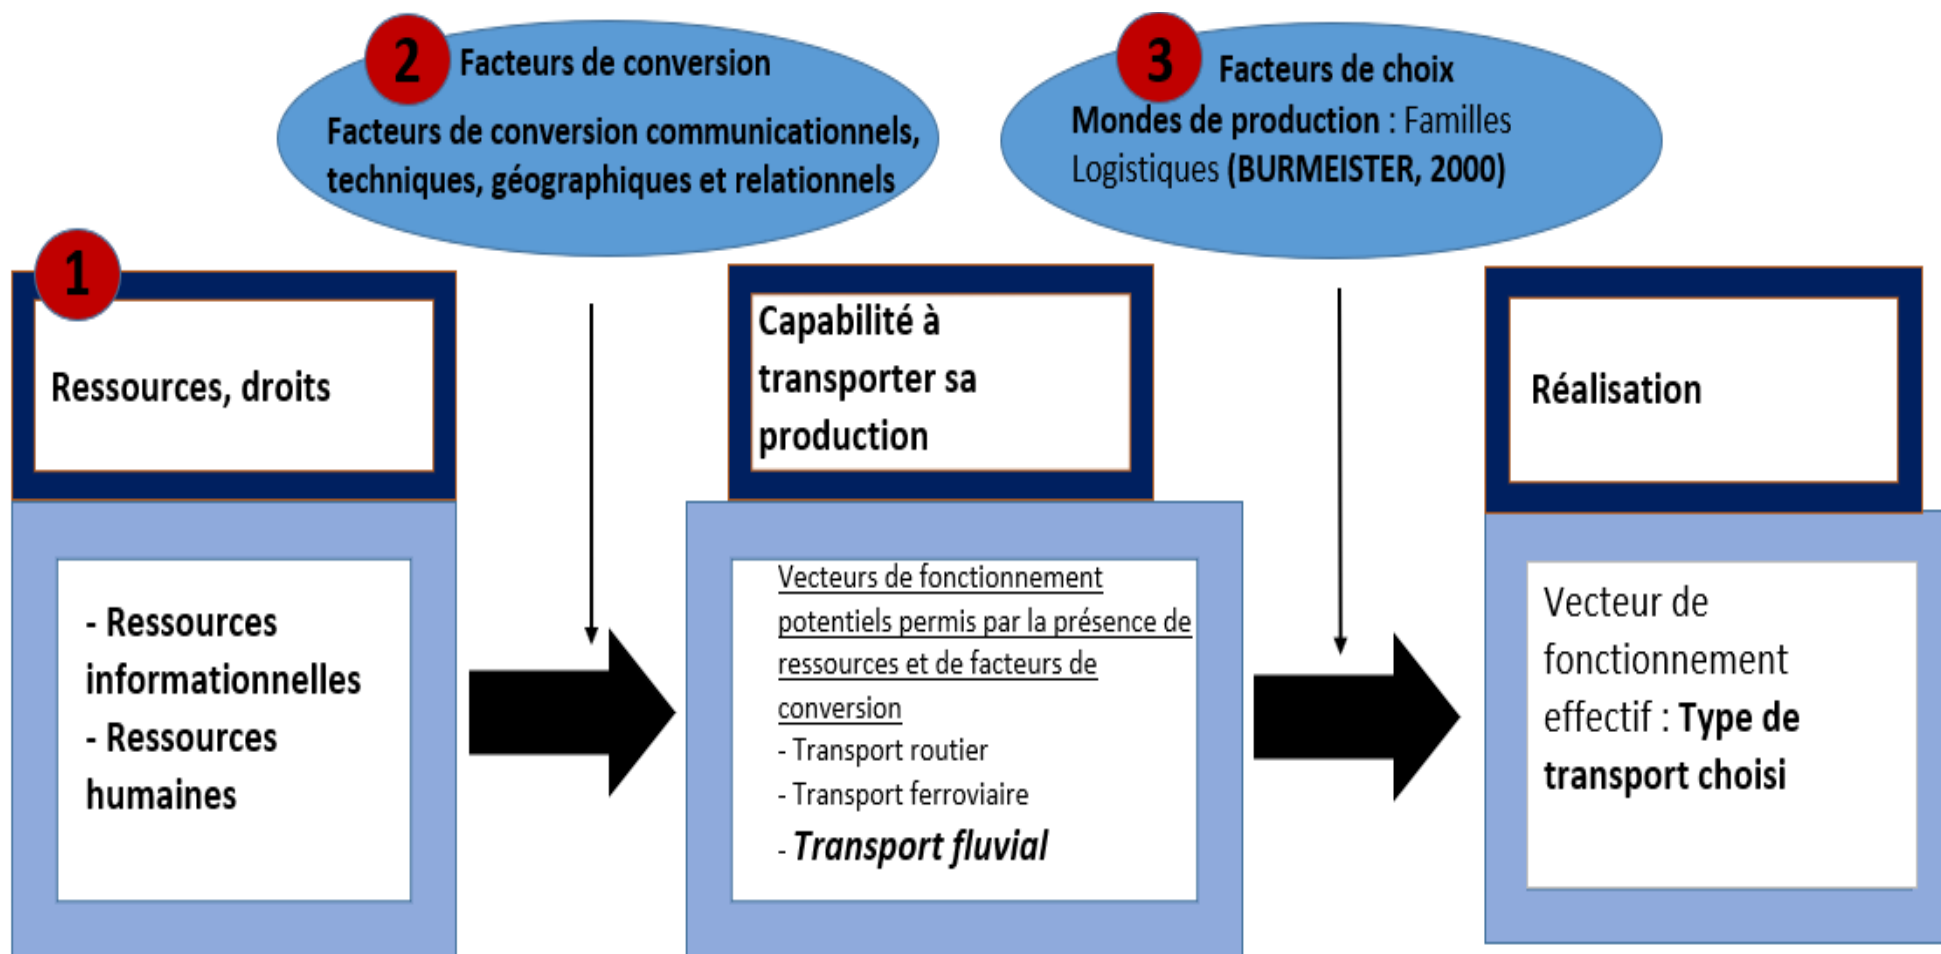 2
Facteurs de conversion
Facteurs de conversion communicationnels,
techniques, géographiques et relationnels
3
Facteurs de choix
Mondes de production : Familles
Logistiques (BURMEISTER, 2000)
1
Ressources, droits
- Ressources
informationnelles
- Ressources
humaines
Capabilité à
transporter sa
production
Vecteurs de fonctionnement
potentiels permis par la présence de
ressources et de facteurs de
conversion
- Transport routier
- Transport ferroviaire
- Transport fluvial
Réalisation
Vecteur de
fonctionnement
effectif : Type de
transport choisi